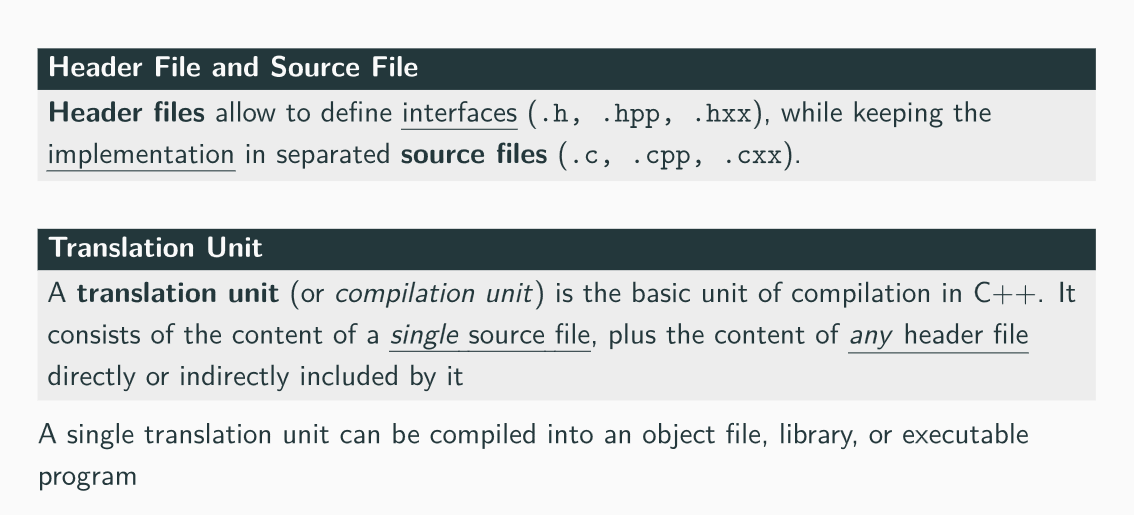 Header File and Source File
Header files allow to define interfaces (.h, .hpp, .hxx), while keeping the
implementation in separated source files (.c, .cpp, .cxx).
Translation Unit
A translation unit (or compilation unit) is the basic unit of compilation in C++. It
consists of the content of a single source file, plus the content of any header file
directly or indirectly included by it
A single translation unit can be compiled into an object file, library, or executable
program